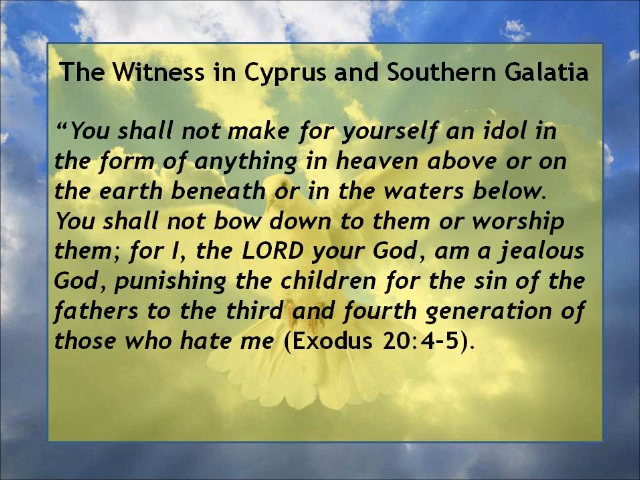 The Witness in Cyprus and Southern Galatia
“You shall not make for yourself an idol in
the form of anything in heaven above or on
the earth beneath or in the waters below.
You shall not bow down to them or worship
them; for I, the LORD your God, am a jealous
God, punishing the children for the sin of the
fathers to the third and fourth generation of
those who hate me (Exodus 20:4-5).